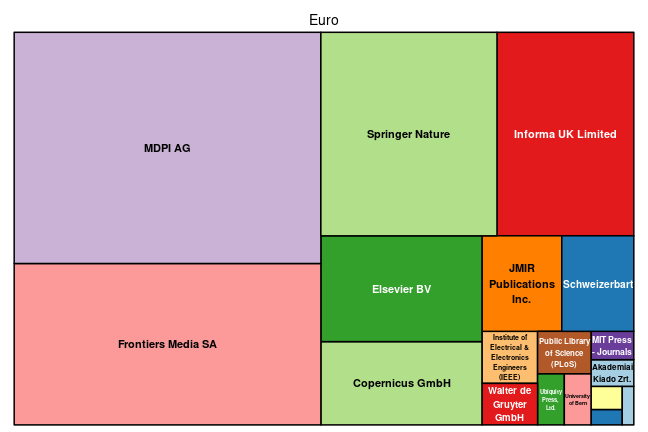 Euro
MDPI AG
Springer Nature
Informa UK Limited
Frontiers Media SA
Elsevier BV
JMIR
Publications
Inc.
Schweizerbart
Copernicus GmbH
Institute of
Electrical &
Electronics
Engineers
(IEEE)
Public Library
of Science
(PLoS)
MIT Press
- Journals
Akademiai
Kiado Zrt.
Walter de
Gruyter
GmbH
Ubiquity
Press,
Ltd.
University
of Bern